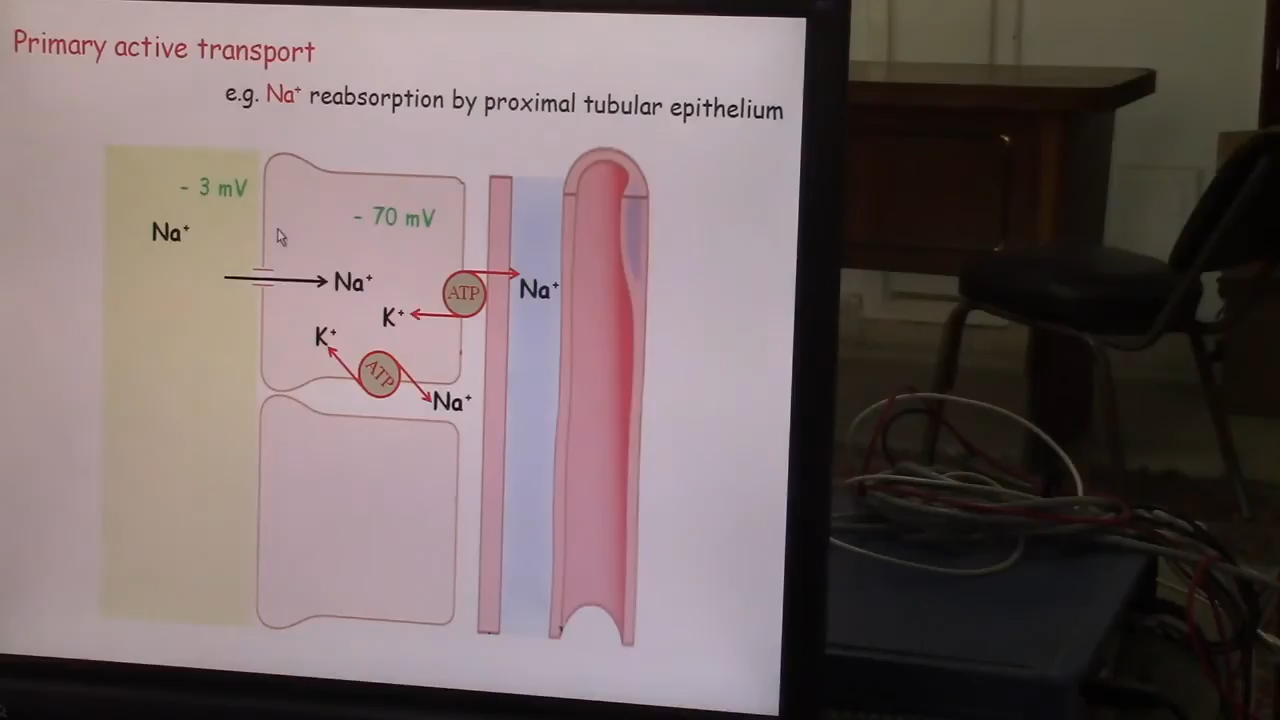 Primary active transport
e.g. Na⁺ reabsorption by proximal tubular epithelium
- 3 mV
- 70 mV
Na⁺
Na⁺
ATP
Na⁺
K⁺
K⁺
ATP
Na⁺